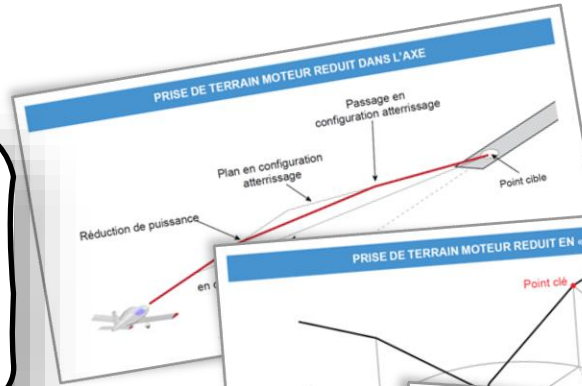 PRISE DE TERRAIN MOTEUR REDUIT DANS L'AXE
Passage en
configuration atterrissage
Plan en configuration
atterrissage
Point cible
Réduction de puissance
en
PRISE DE TERRAIN MOTEUR REDUIT EN «
Point clé